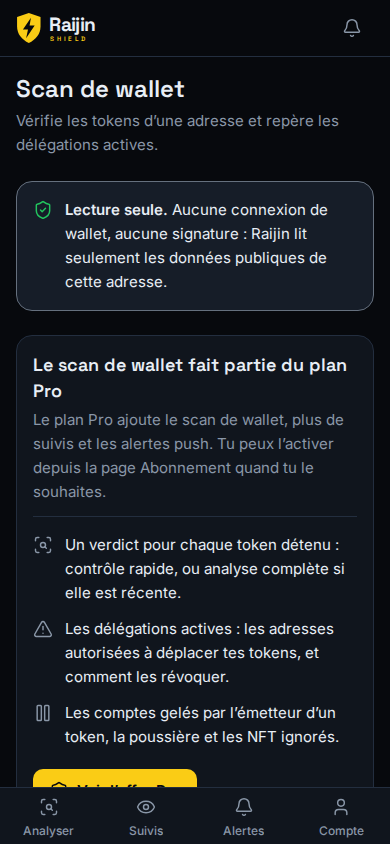 Raijin
SHIELD
Scan de wallet
Vérifie les tokens d’une adresse et repère les
délégations actives.
Lecture seule. Aucune connexion de
wallet, aucune signature : Raijin lit
seulement les données publiques de
cette adresse.
Le scan de wallet fait partie du plan
Pro
Le plan Pro ajoute le scan de wallet, plus de
suivis et les alertes push. Tu peux l’activer
depuis la page Abonnement quand tu le
souhaites.
Un verdict pour chaque token détenu :
contrôle rapide, ou analyse complète si
elle est récente.
Les délégations actives : les adresses
autorisées à déplacer tes tokens, et
comment les révoquer.
Les comptes gelés par l’émetteur d’un
token, la poussière et les NFT ignorés.
Analyser
Suivis
Alertes
Compte